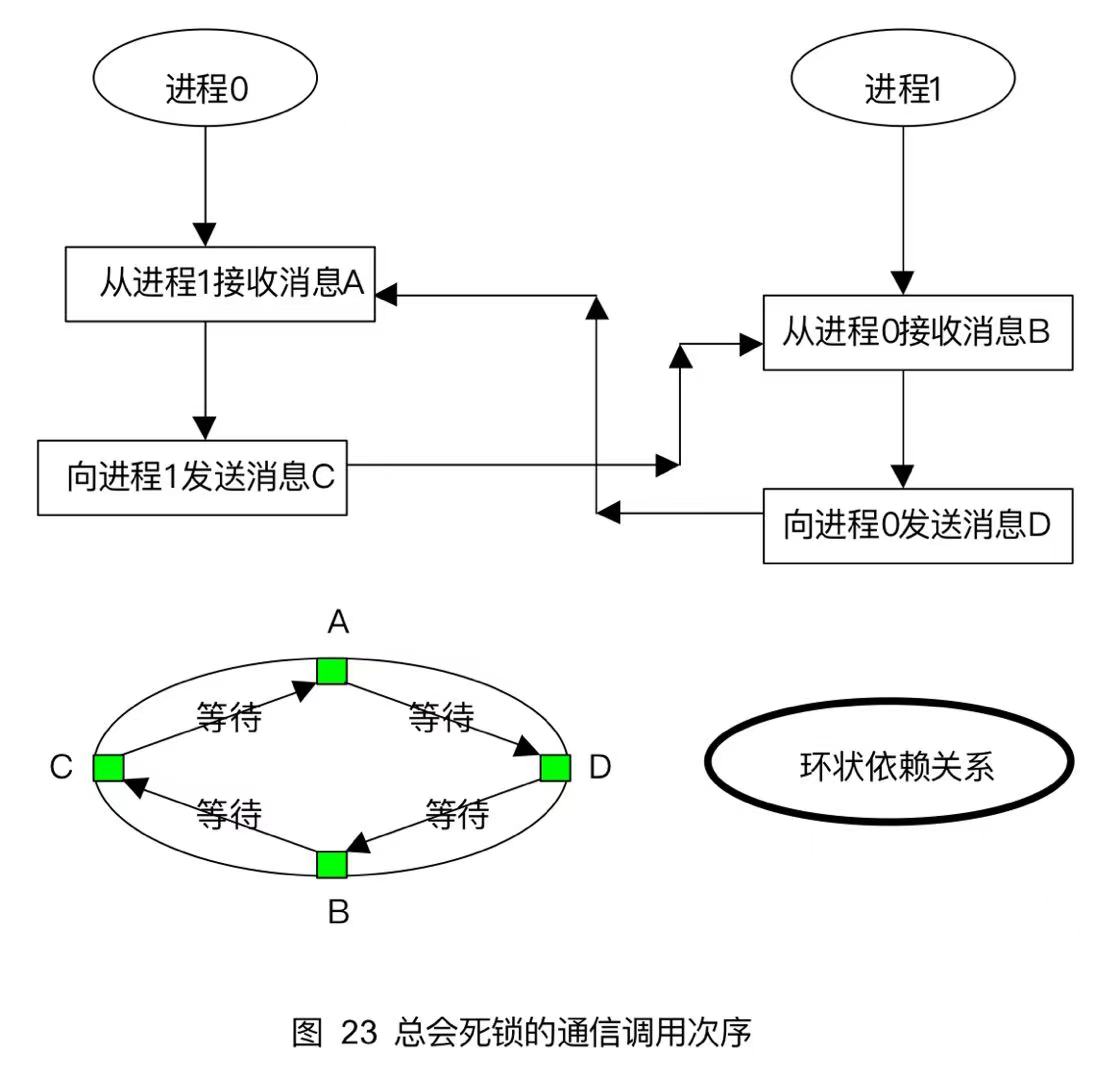 进程0
进程1
从进程1接收消息A
从进程0接收消息B
向进程1发送消息C
向进程0发送消息D
A
等待
等待
C
D
环状依赖关系
等待
等待
B
图 23 总会死锁的通信调用次序